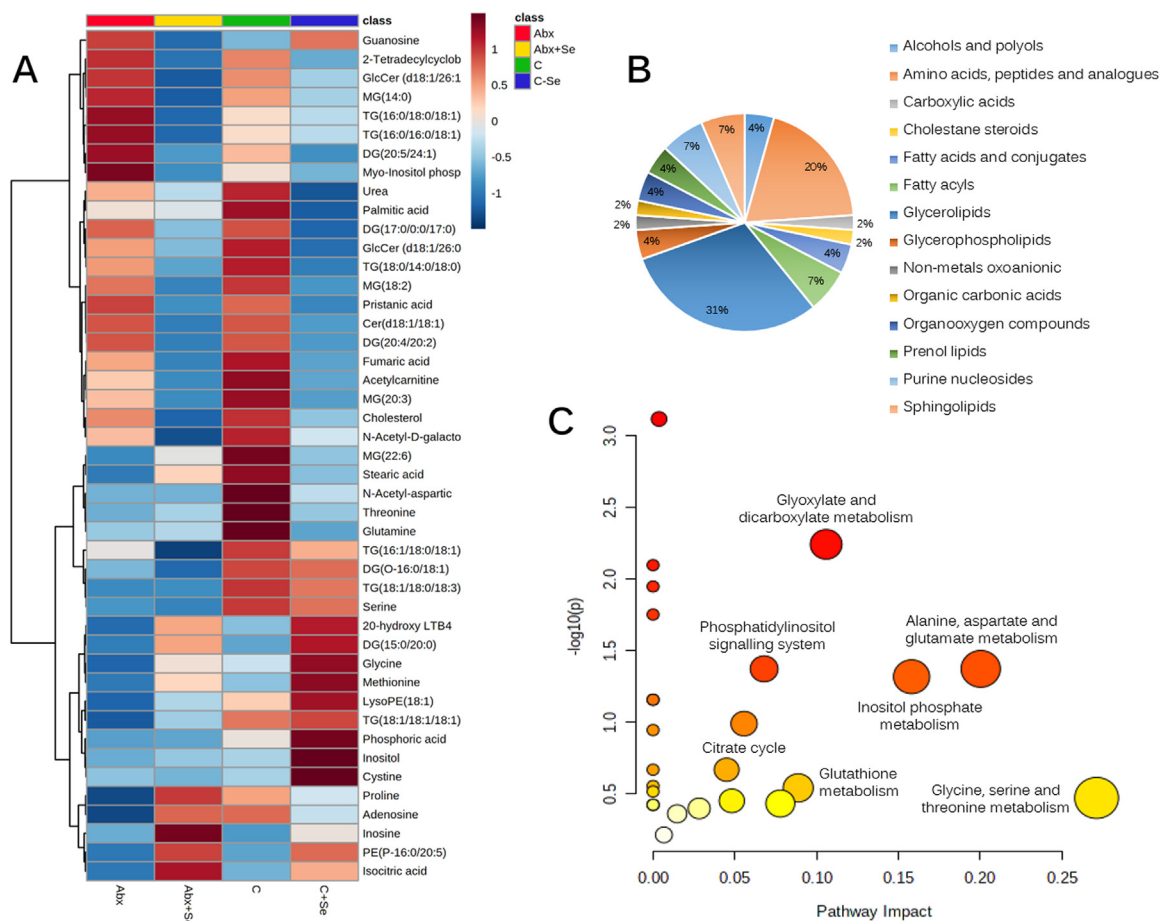 A
class
Guanosine
2-Tetradecylcyclob
GlcCer (d18:1/26:1
MG(14:0)
TG(16:0/18:0/18:1)
TG(16:0/16:0/18:1)
DG(20:5/24:1)
Myo-Inositol phosp
Urea
Palmitic acid
DG(17:0/0:0/17:0)
GlcCer (d18:1/26:0
TG(18:0/14:0/18:0)
MG(18:2)
Pristanic acid
Cer(d18:1/18:1)
DG(20:4/20:2)
Fumaric acid
Acetylcarnitine
MG(20:3)
Cholesterol
N-Acetyl-D-galacto
MG(22:6)
Stearic acid
N-Acetyl-aspartic
Threonine
Glutamine
TG(16:1/18:0/18:1)
DG(O-16:0/18:1)
TG(18:1/18:0/18:3)
Serine
20-hydroxy LTB4
DG(15:0/20:0)
Glycine
Methionine
LysoPE(18:1)
TG(18:1/18:1/18:1)
Phosphoric acid
Inositol
Cystine
Proline
Adenosine
Inosine
PE(P-16:0/20:5)
Isocitric acid
Abx
Abx+S
C
C+Se
1
0.5
0
-0.5
-1
class
Abx
Abx+Se
C
C-Se
B
4%
20%
2%
2%
4%
7%
31%
4%
2%
2%
4%
4%
7%
7%
Alcohols and polyols
Amino acids, peptides and analogues
Carboxylic acids
Cholestane steroids
Fatty acids and conjugates
Fatty acyls
Glycerolipids
Glycerophospholipids
Non-metals oxoanionic
Organic carbonic acids
Organooxygen compounds
Prenol lipids
Purine nucleosides
Sphingolipids
C
-log10(p)
3.0
2.5
2.0
1.5
1.0
0.5
Glyoxylate and
dicarboxylate metabolism
Phosphatidylinositol
signalling system
Alanine, aspartate and
glutamate metabolism
Inositol phosphate
metabolism
Citrate cycle
Glutathione
metabolism
Glycine, serine and
threonine metabolism
0.00
0.05
0.10
0.15
0.20
0.25
Pathway Impact